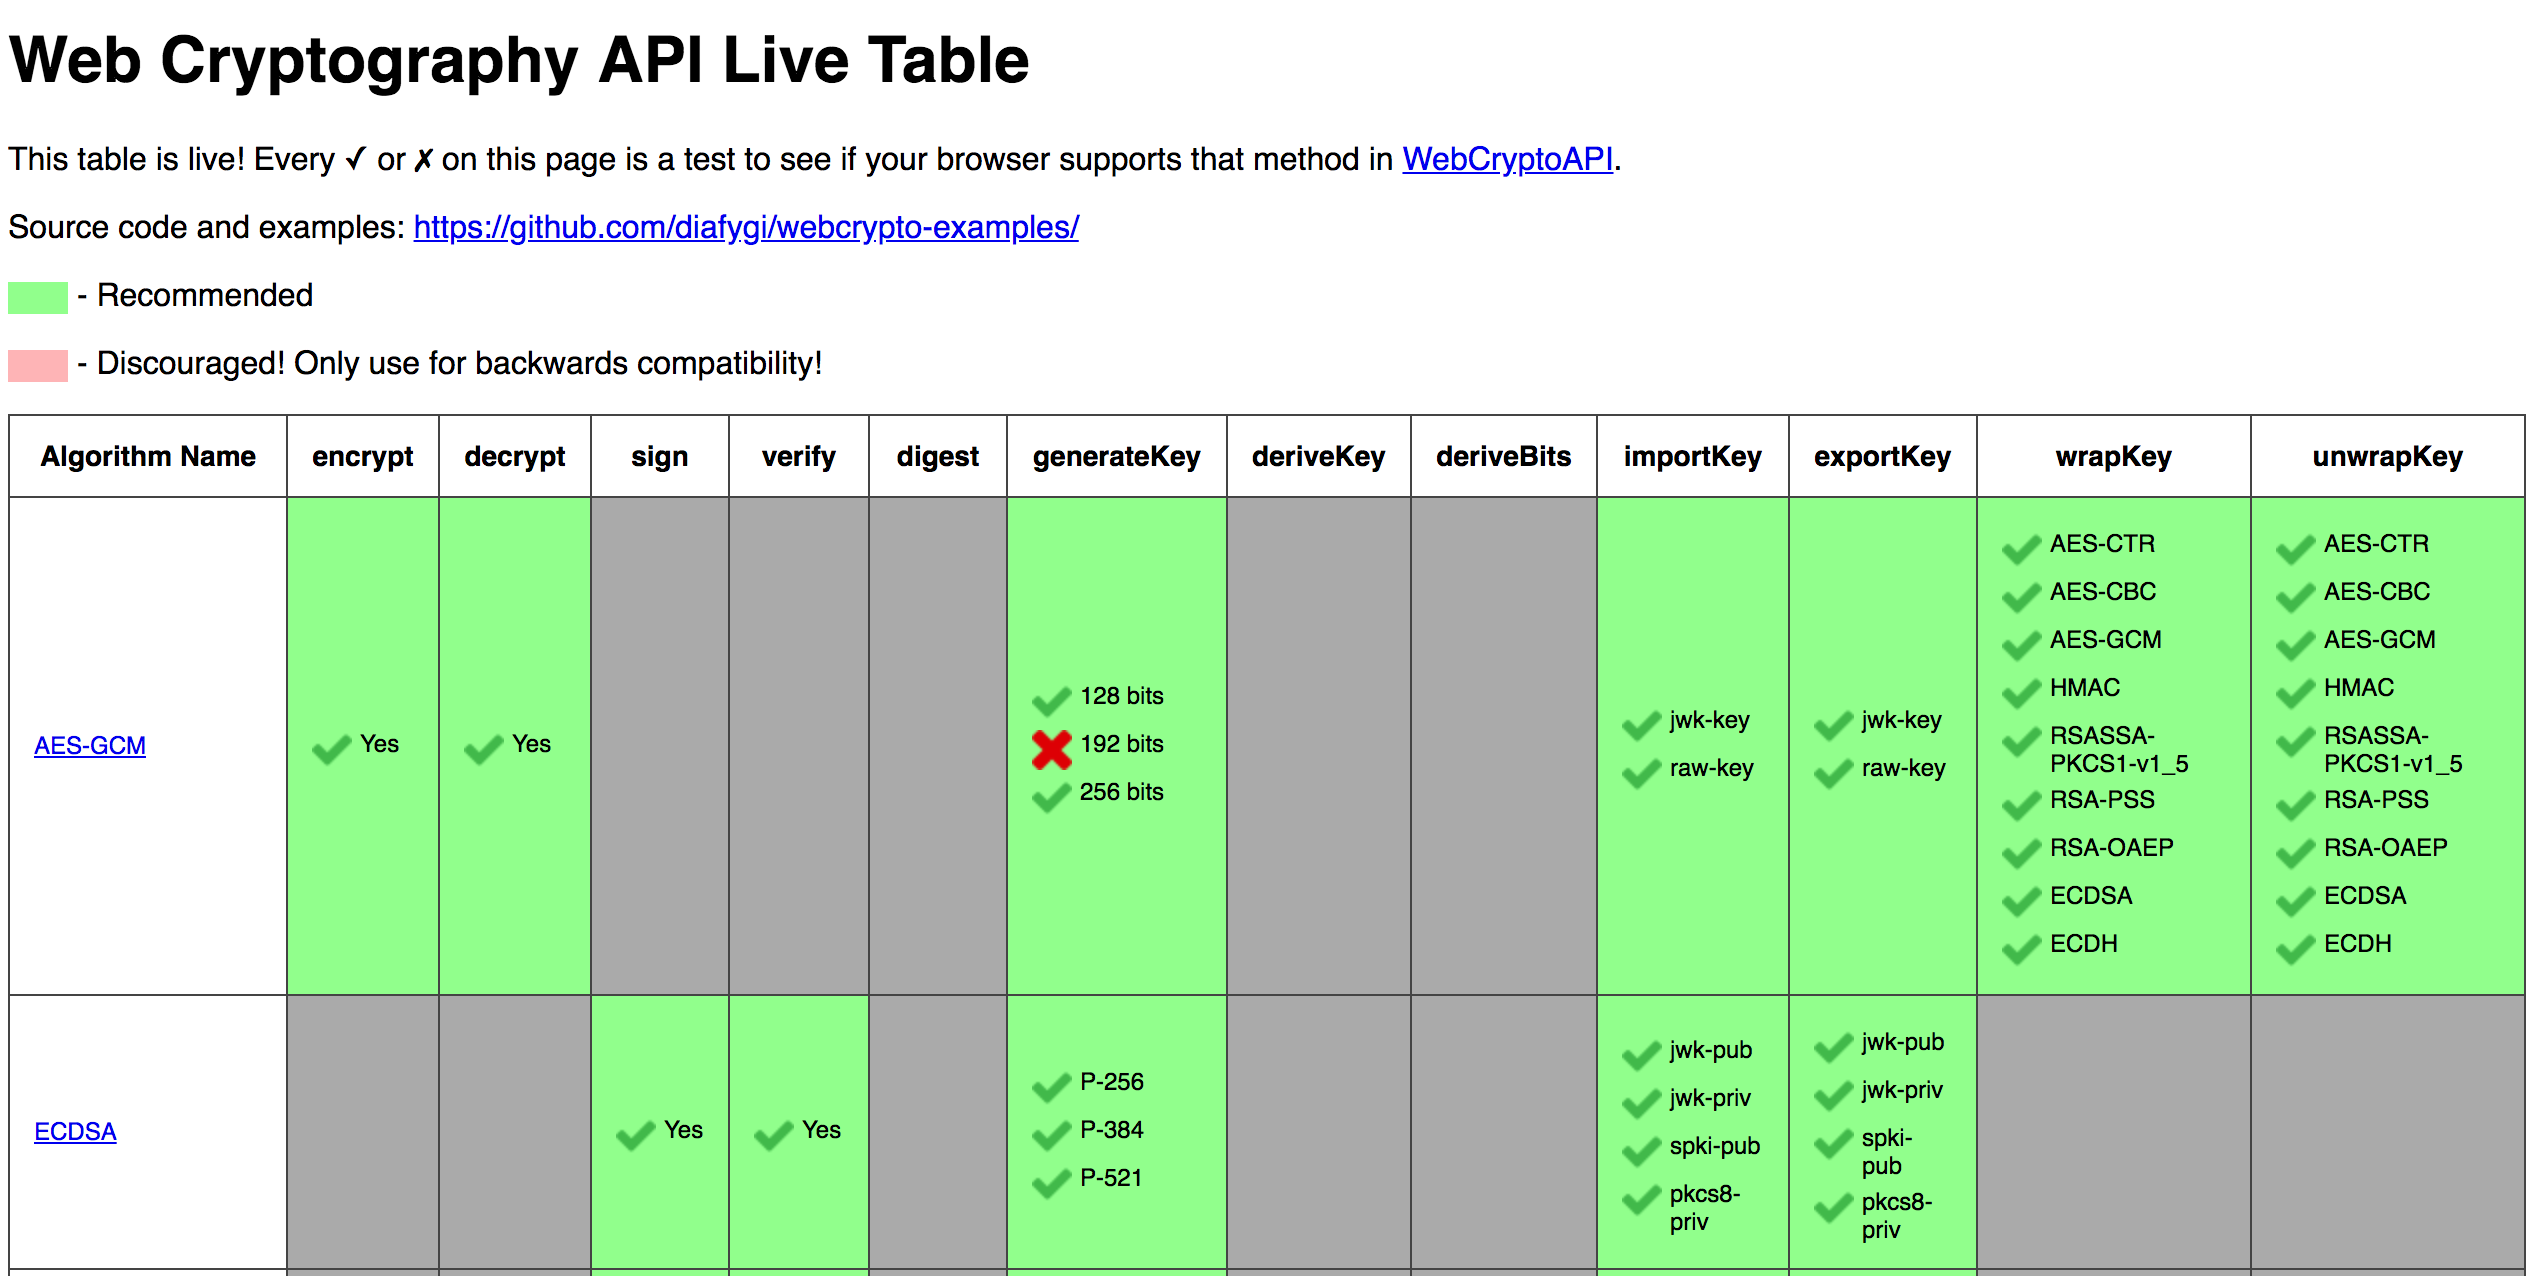 Web Cryptography API Live Table
This table is live! Every ✓ or ✗ on this page is a test to see if your browser supports that method in WebCryptoAPI.
Source code and examples: https://github.com/diafygi/webcrypto-examples/
- Recommended
- Discouraged! Only use for backwards compatibility!
Algorithm Name encrypt decrypt sign verify digest generateKey deriveKey deriveBits importKey exportKey wrapKey unwrapKey
AES-GCM
Yes
Yes
128 bits
192 bits
256 bits
jwk-key
raw-key
jwk-key
raw-key
AES-CTR
AES-CBC
AES-GCM
HMAC
RSASSA-
PKCS1-v1_5
RSA-PSS
RSA-OAEP
ECDSA
ECDH
AES-CTR
AES-CBC
AES-GCM
HMAC
RSASSA-
PKCS1-v1_5
RSA-PSS
RSA-OAEP
ECDSA
ECDH
ECDSA
Yes
Yes
P-256
P-384
P-521
jwk-pub
jwk-priv
spki-pub
pkcs8-
priv
jwk-pub
jwk-priv
spki-
pub
pkcs8-
priv